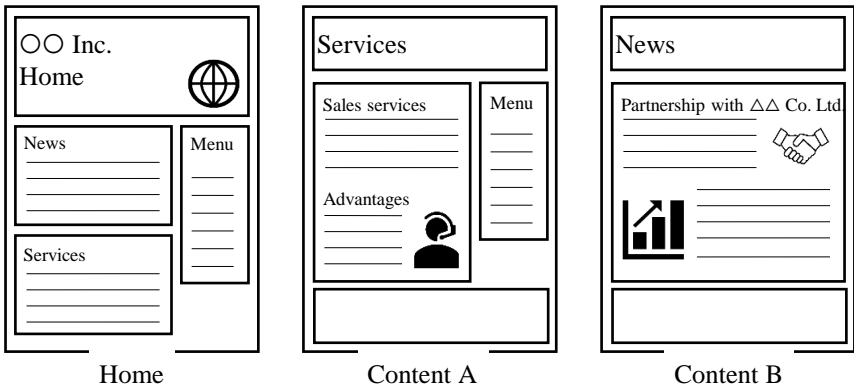 ○○ Inc.
Home
News
Menu
Services
Home
Services
Sales services
Menu
Advantages
Content A
News
Partnership with △△ Co. Ltd.
Content B